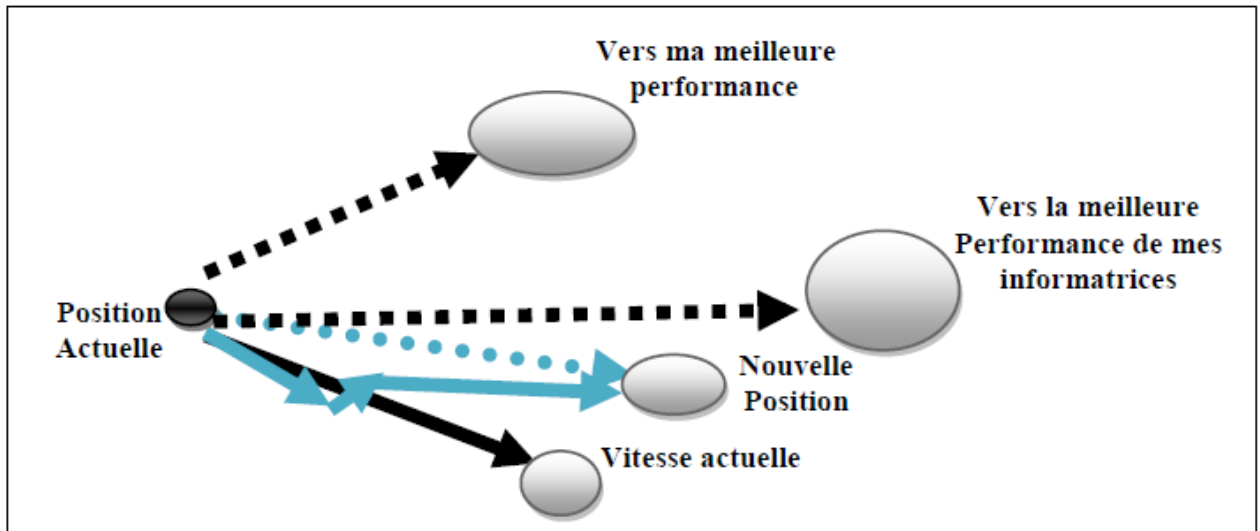 Vers ma meilleure
performance
Vers la meilleure
Performance de mes
informatrices
Position
Actuelle
Nouvelle
Position
Vitesse actuelle